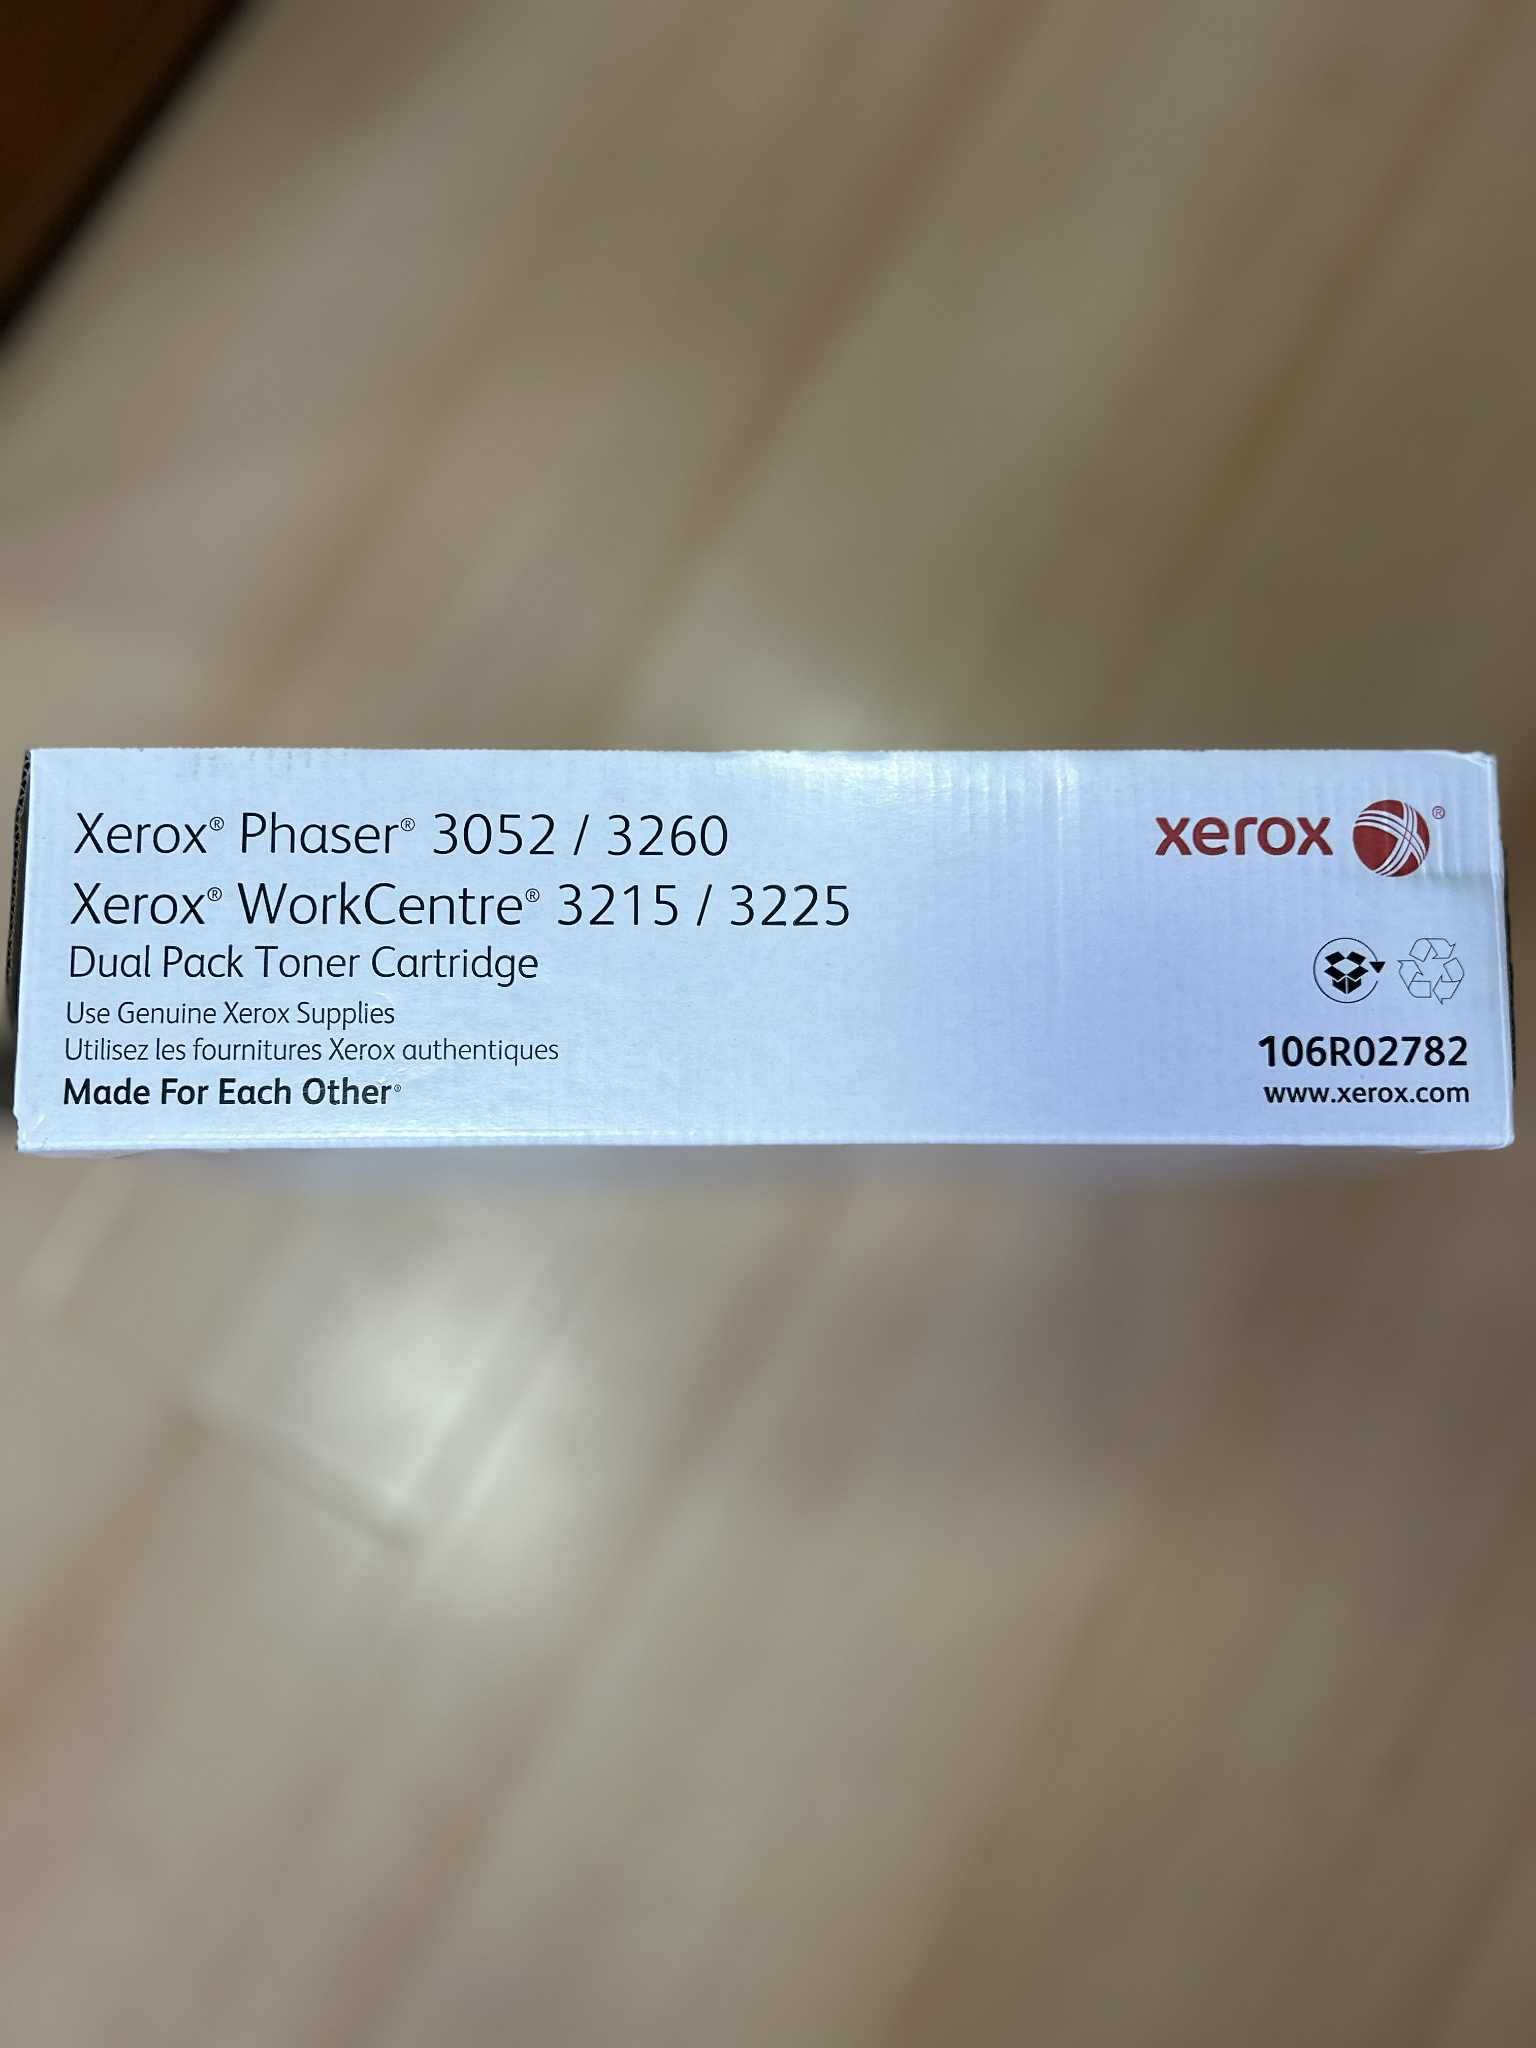 Xerox® Phaser® 3052 / 3260
Xerox® WorkCentre® 3215 / 3225
Dual Pack Toner Cartridge
Use Genuine Xerox Supplies
Utilisez les fournitures Xerox authentiques
Made For Each Other®
xerox ®
106R02782
www.xerox.com